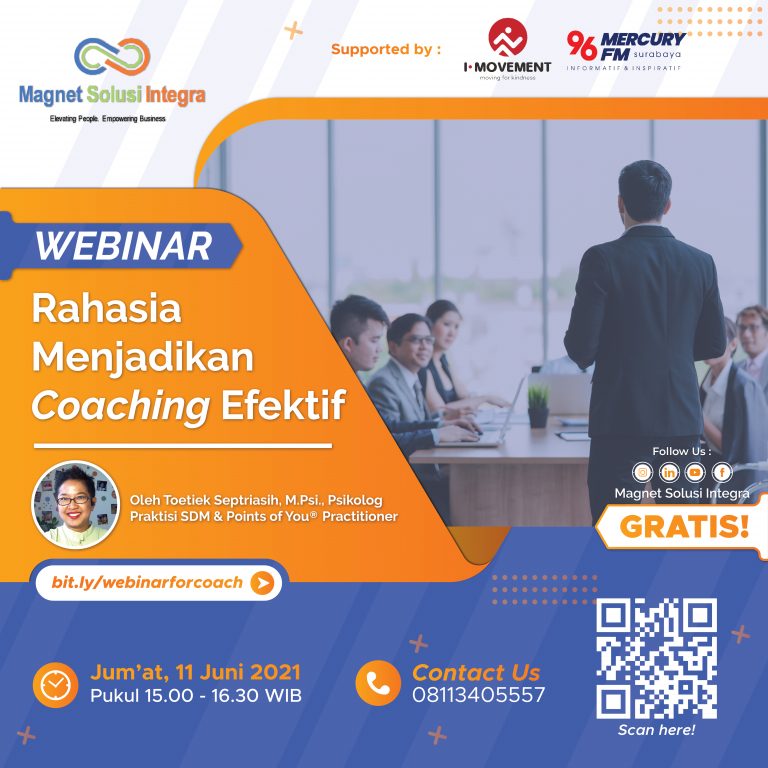 Magnet Solusi Integra
Elevating People, Empowering Business
Supported by :
I·MOVEMENT
moving for kindness
96 MERCURY
FM surabaya
INFORMATIF & INSPIRATIF
WEBINAR
Rahasia
Menjadikan
Coaching Efektif
Oleh Toetiek Septriasih, M.Psi., Psikolog
Praktisi SDM & Points of You® Practitioner
bit.ly/webinarforcoach
Follow Us :
Magnet Solusi Integra
GRATIS!
Jum'at, 11 Juni 2021
Pukul 15.00 - 16.30 WIB
Contact Us
08113405557
Scan here!